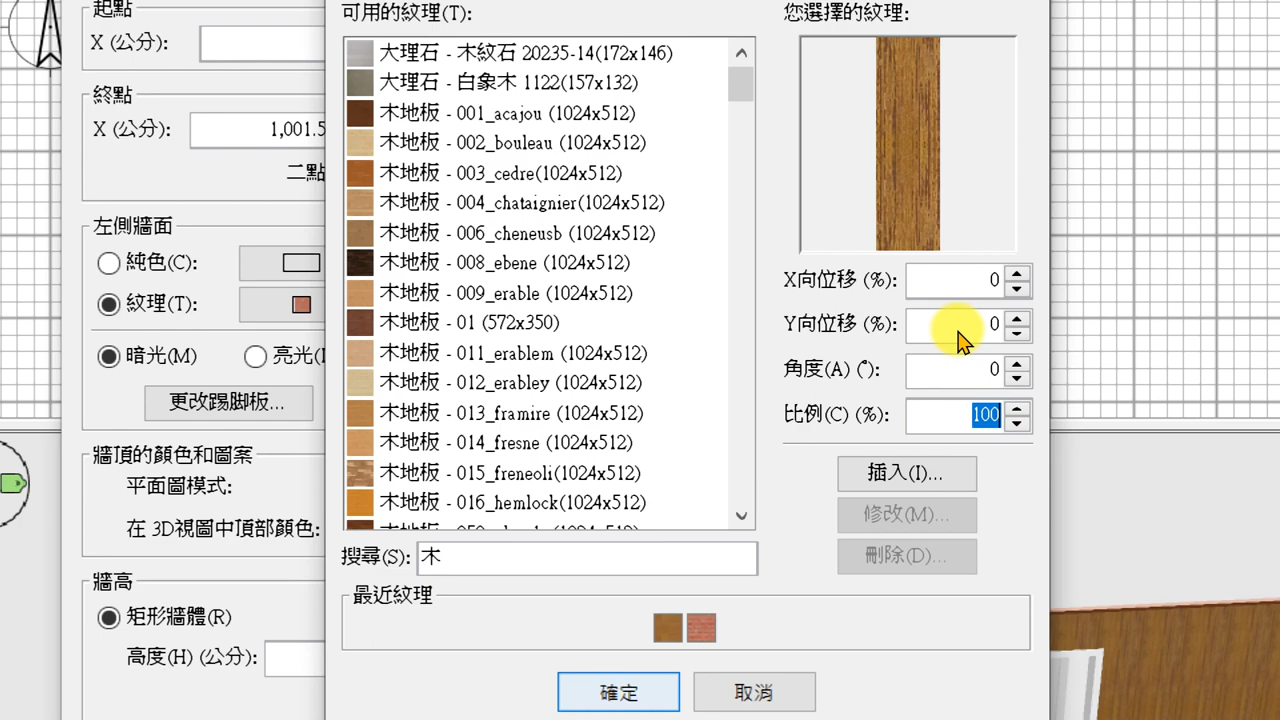 起點
X (公分):
終點
X (公分):
1,001.5
二點
左側牆面
純色(C):
紋理(T):
暗光(M)
亮光(I
更改踢脚板...
牆頂的顏色和圖案
平面圖模式:
在 3D視圖中頂部顏色:
牆高
矩形牆體(R)
高度(H) (公分):
可用的紋理(T):
大理石 - 木紋石 20235-14(172x146)
大理石 - 白象木 1122(157x132)
木地板 - 001_acajou (1024x512)
木地板 - 002_bouleau (1024x512)
木地板 - 003_cedre(1024x512)
木地板 - 004_chataignier(1024x512)
木地板 - 006_cheneusb (1024x512)
木地板 - 008_ebene (1024x512)
木地板 - 009_erable (1024x512)
木地板 - 01 (572x350)
木地板 - 011_erablem (1024x512)
木地板 - 012_erabley (1024x512)
木地板 - 013_framire (1024x512)
木地板 - 014_fresne (1024x512)
木地板 - 015_freneoli(1024x512)
木地板 - 016_hemlock(1024x512)
搜尋(S): 木
最近紋理
確定
取消
您選擇的紋理:
X向位移 (%): 0
Y向位移 (%): 0
角度(A) (°): 0
比例(C) (%): 100
插入(I)...
修改(M)...
刪除(D)...